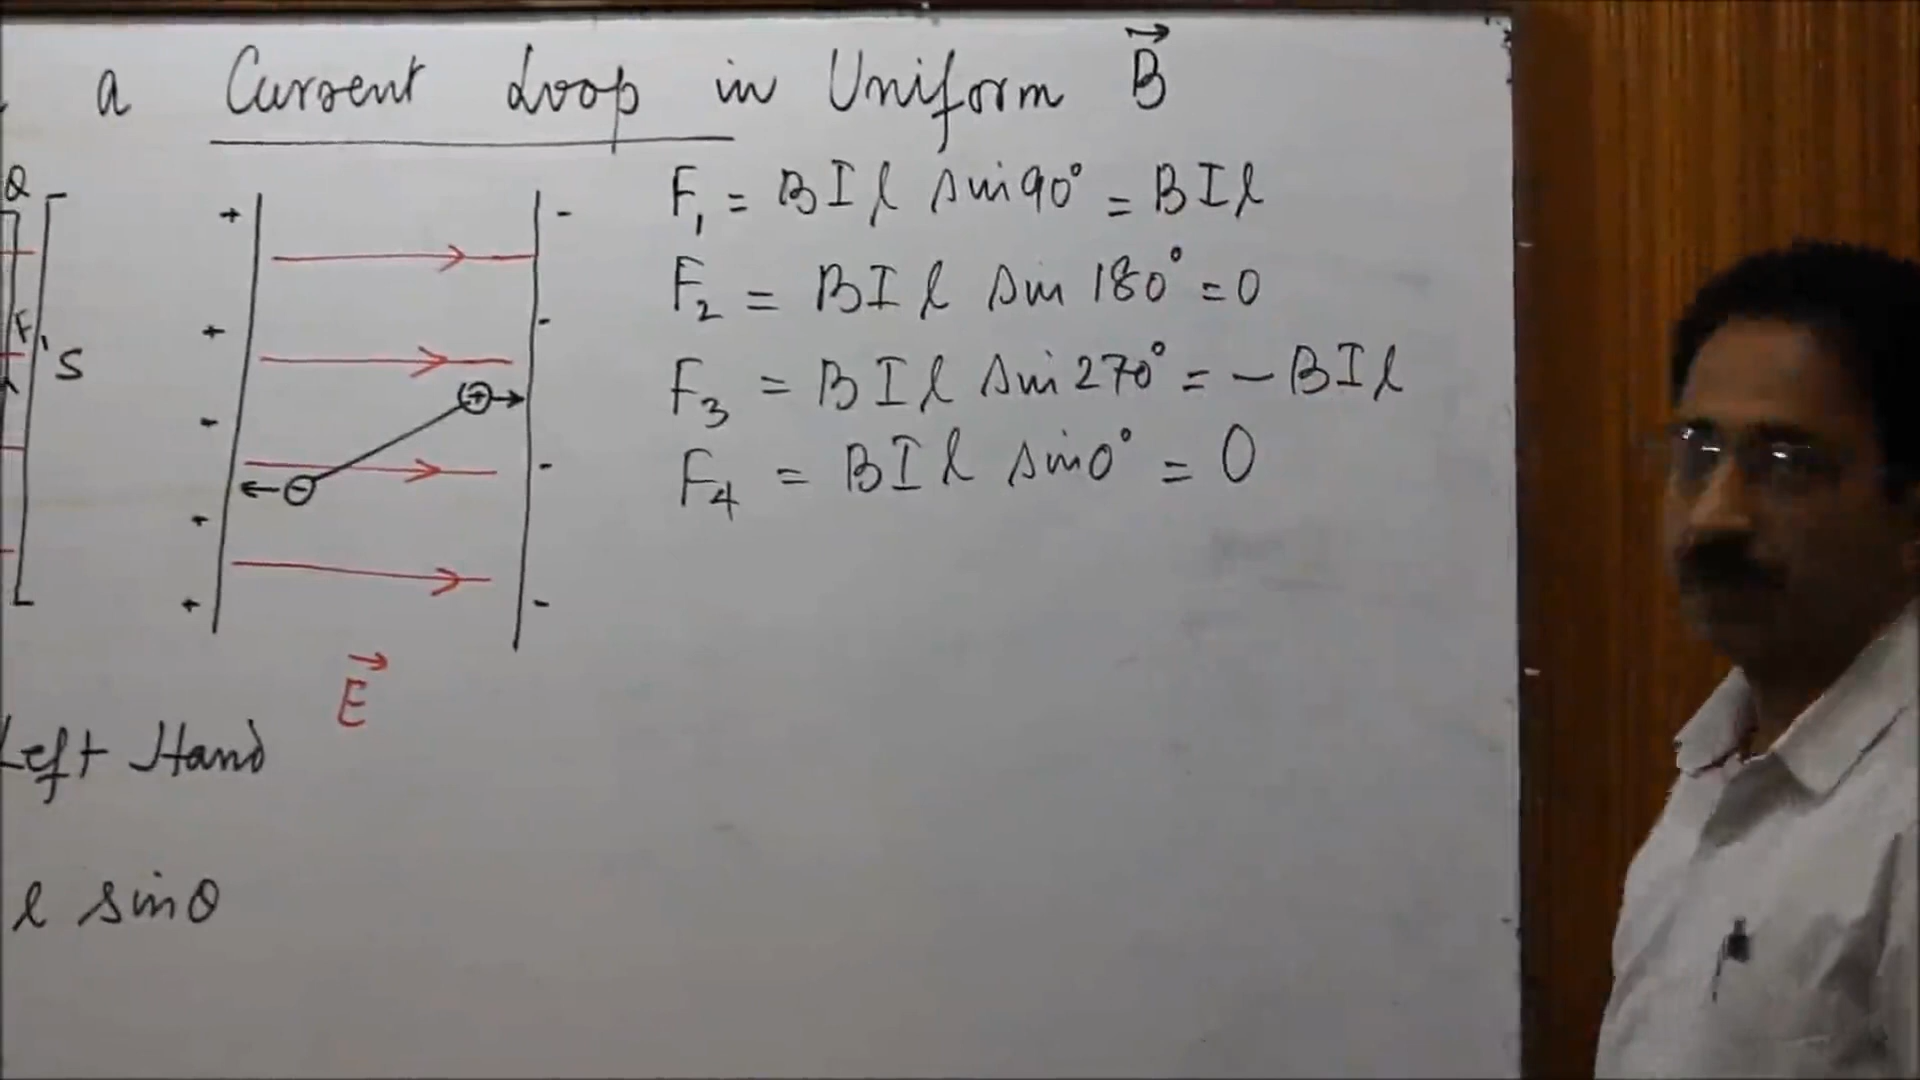 a Current Loop in Uniform B⃗
Q
F₁
S
+ -
+ -
- -
+ -
+
+
-
E⃗
F₁ = BIl sin90° = BIl
F₂ = BIl sin 180° = 0
F₃ = BIl sin 270° = -BIl
F₄ = BIl sin0° = 0
Left Hand
l sinθ